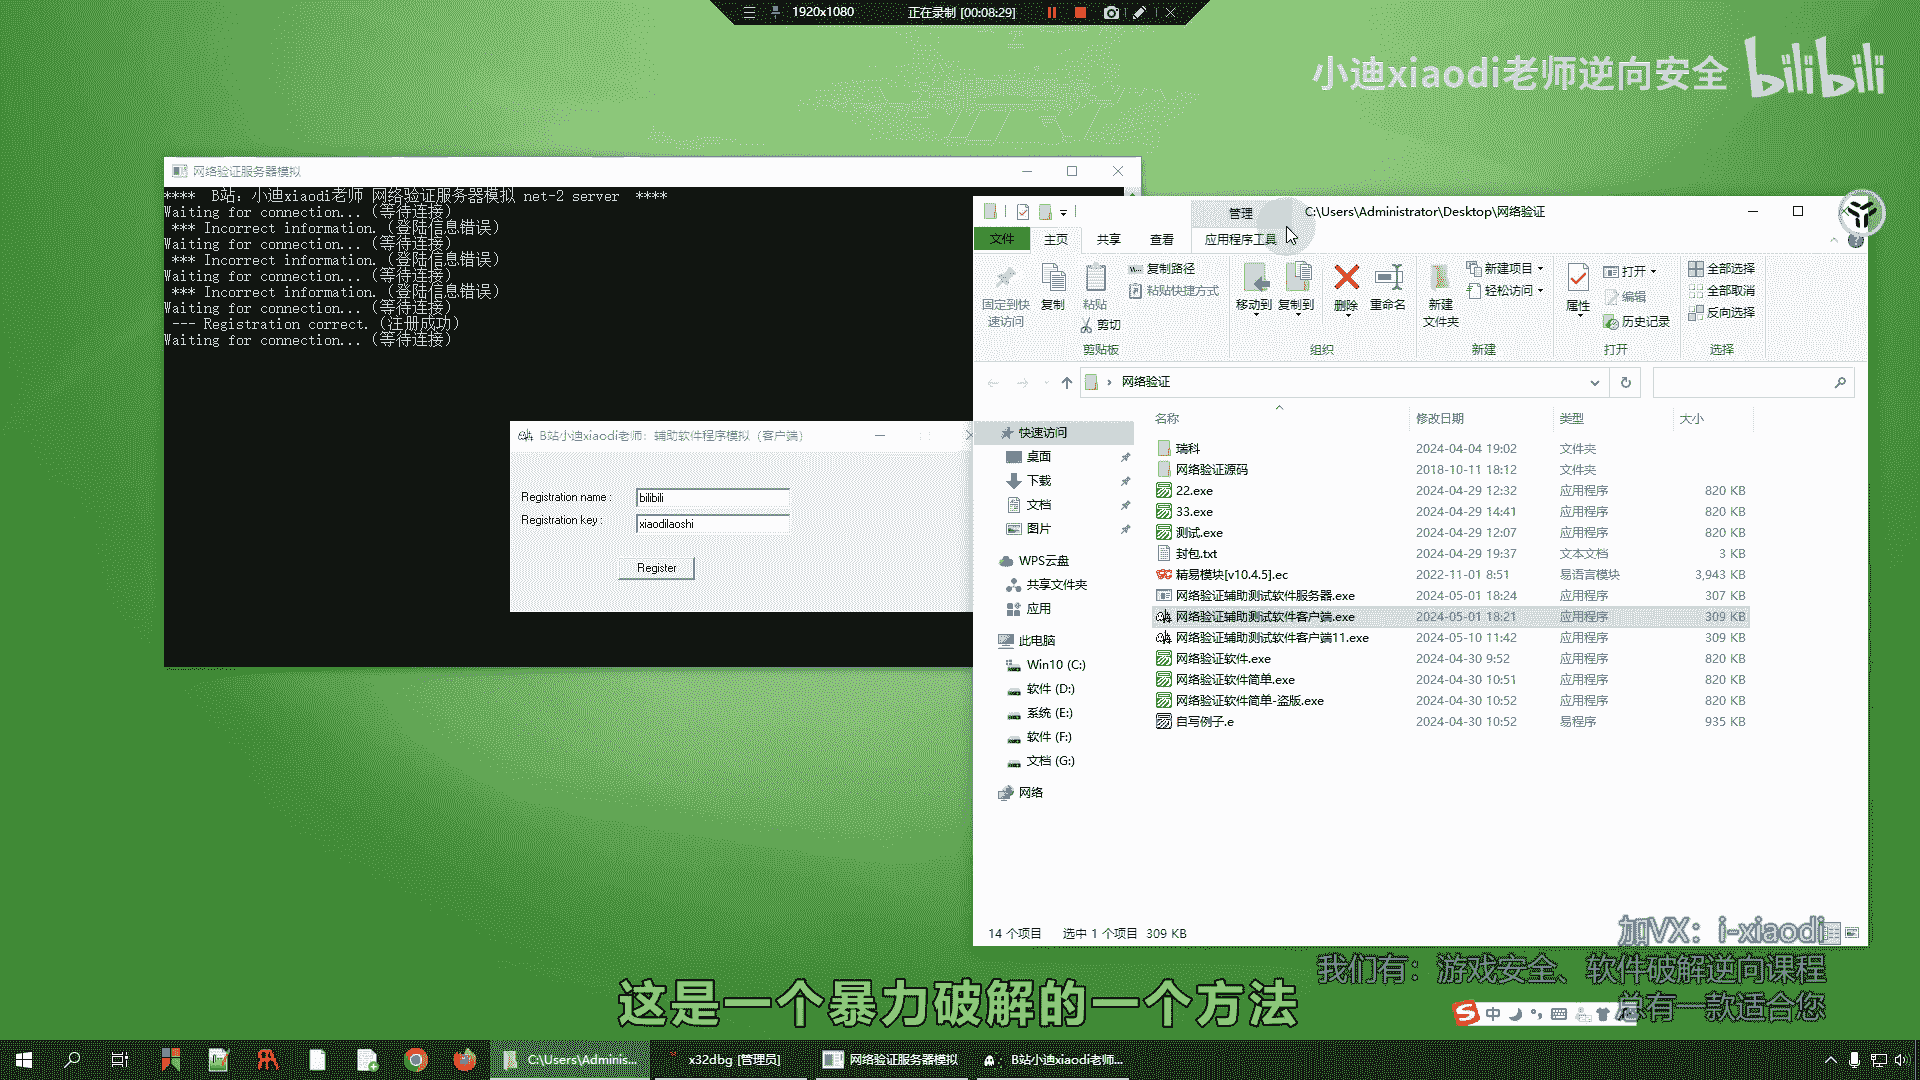 1920x1080
正在录制 [00:08:29]
小迪xiaodi老师逆向安全 bilibili
网络验证服务器模拟
**** B站：小迪xiaodi老师 网络验证服务器模拟 net-2 server ****
Waiting for connection... (等待连接)
*** Incorrect information. (登陆信息错误)
Waiting for connection... (等待连接)
*** Incorrect information. (登陆信息错误)
Waiting for connection... (等待连接)
*** Incorrect information. (登陆信息错误)
Waiting for connection... (等待连接)
--- Registration correct. (注册成功)
Waiting for connection... (等待连接)
B站小迪xiaodi老师：辅助软件程序模拟（客户端）
Registration name :
bilibili
Registration key :
xiaodilaoshi
Register
管理
C:\Users\Administrator\Desktop\网络验证
文件
主页
共享
查看
应用程序工具
固定到快速访问
复制
粘贴
复制路径
粘贴快捷方式
剪切
剪贴板
移动到
复制到
删除
重命名
组织
新建文件夹
新建项目
轻松访问
新建
属性
打开
编辑
历史记录
打开
全部选择
全部取消
反向选择
选择
网络验证
快速访问
桌面
下载
文档
图片
WPS云盘
共享文件夹
应用
此电脑
Win10 (C:)
软件 (D:)
系统 (E:)
软件 (F:)
文档 (G:)
网络
名称 修改日期 类型 大小
瑞科 2024-04-04 19:02 文件夹
网络验证源码 2018-10-11 18:12 文件夹
22.exe 2024-04-29 12:32 应用程序 820 KB
33.exe 2024-04-29 14:41 应用程序 820 KB
测试.exe 2024-04-29 12:07 应用程序 820 KB
封包.txt 2024-04-29 19:37 文本文档 3 KB
精易模块[v10.4.5].ec 2022-11-01 8:51 易语言模块 3,943 KB
网络验证辅助测试软件服务器.exe 2024-05-01 18:24 应用程序 307 KB
网络验证辅助测试软件客户端.exe 2024-05-01 18:21 应用程序 309 KB
网络验证辅助测试软件客户端11.exe 2024-05-10 11:42 应用程序 309 KB
网络验证软件.exe 2024-04-30 9:52 应用程序 820 KB
网络验证软件简单.exe 2024-04-30 10:51 应用程序 820 KB
网络验证软件简单-盗版.exe 2024-04-30 10:52 应用程序 820 KB
自写例子.e 2024-04-30 10:52 易程序 935 KB
14 个项目 选中 1 个项目 309 KB
加VX：i-xiaodi
我们有：游戏安全、软件破解逆向课程
总有一款适合您
这是一个暴力破解的一个方法
中
C:\Users\Adminis...
x32dbg [管理员]
网络验证服务器模拟
B站小迪xiaodi老师...